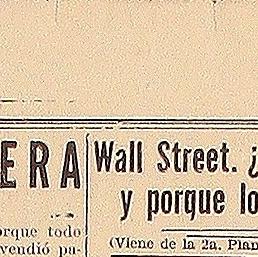 ERA
orque todo
vendió pa-
Wall Street. ¿
y porque lo
(Viene de la 2a. Plan